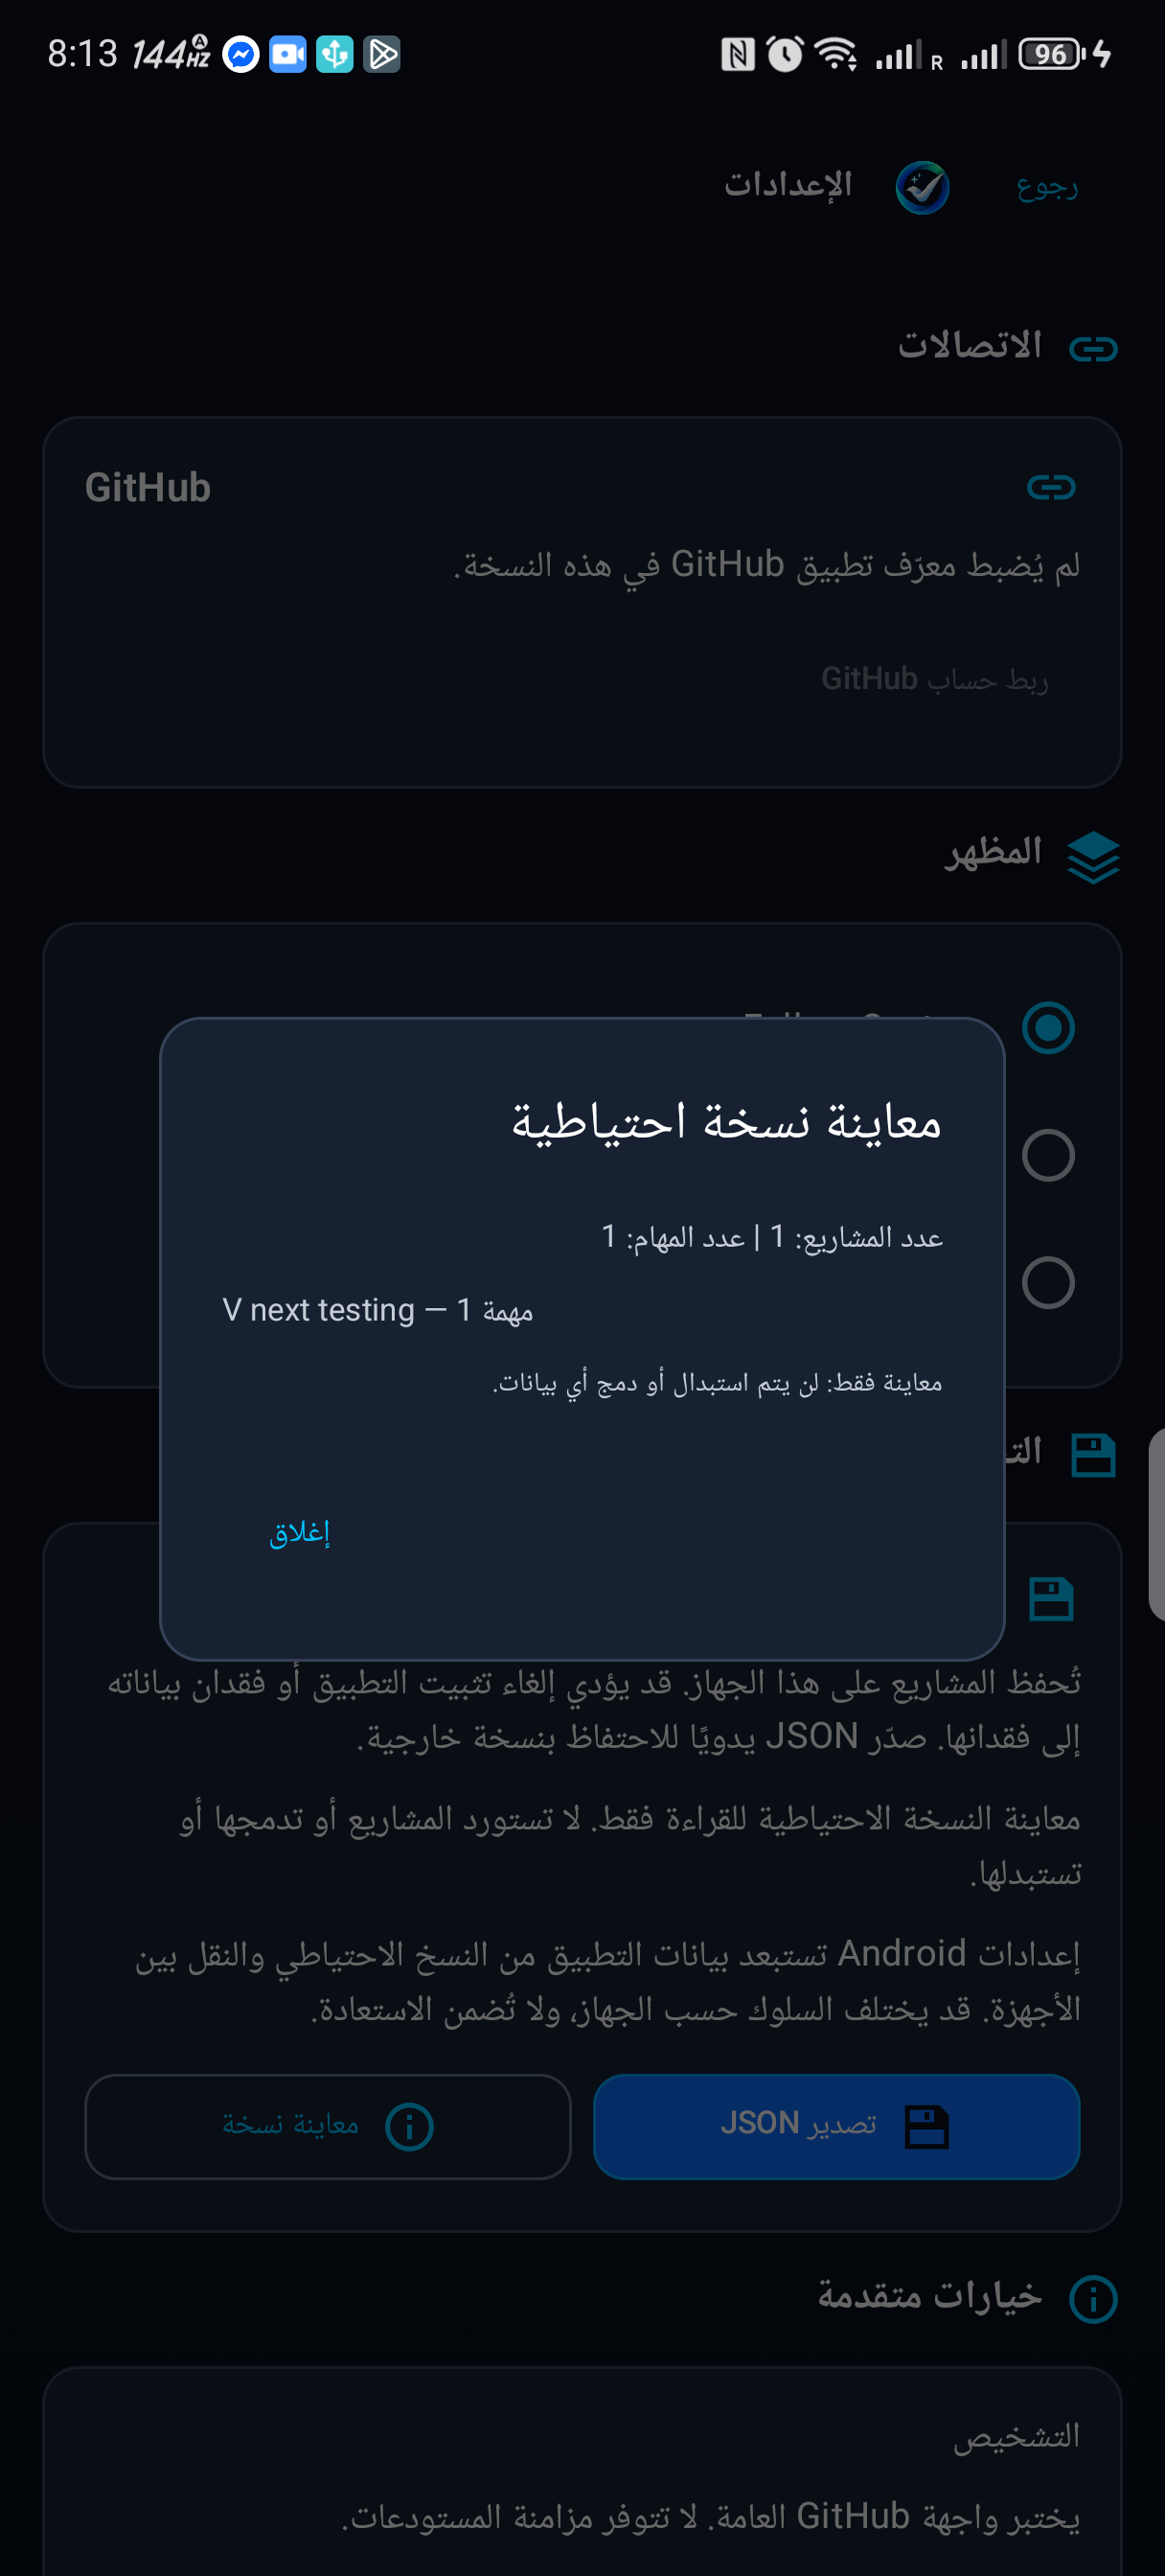 8:13 144HZ 96
رجوع الإعدادات
الاتصالات
GitHub
لم يُضبط معرّف تطبيق GitHub في هذه النسخة.
ربط حساب GitHub
المظهر
معاينة نسخة احتياطية
عدد المشاريع: 1 | عدد المهام: 1
V next testing — 1 مهمة
معاينة فقط: لن يتم استبدال أو دمج أي بيانات.
إغلاق
تُحفظ المشاريع على هذا الجهاز. قد يؤدي إلغاء تثبيت التطبيق أو فقدان بياناته
إلى فقدانها. صدّر JSON يدويًا للاحتفاظ بنسخة خارجية.
معاينة النسخة الاحتياطية للقراءة فقط. لا تستورد المشاريع أو تدمجها أو
تستبدلها.
إعدادات Android تستبعد بيانات التطبيق من النسخ الاحتياطي والنقل بين
الأجهزة. قد يختلف السلوك حسب الجهاز، ولا تُضمن الاستعادة.
تصدير JSON
معاينة نسخة
خيارات متقدمة
التشخيص
يختبر واجهة GitHub العامة. لا تتوفر مزامنة المستودعات.